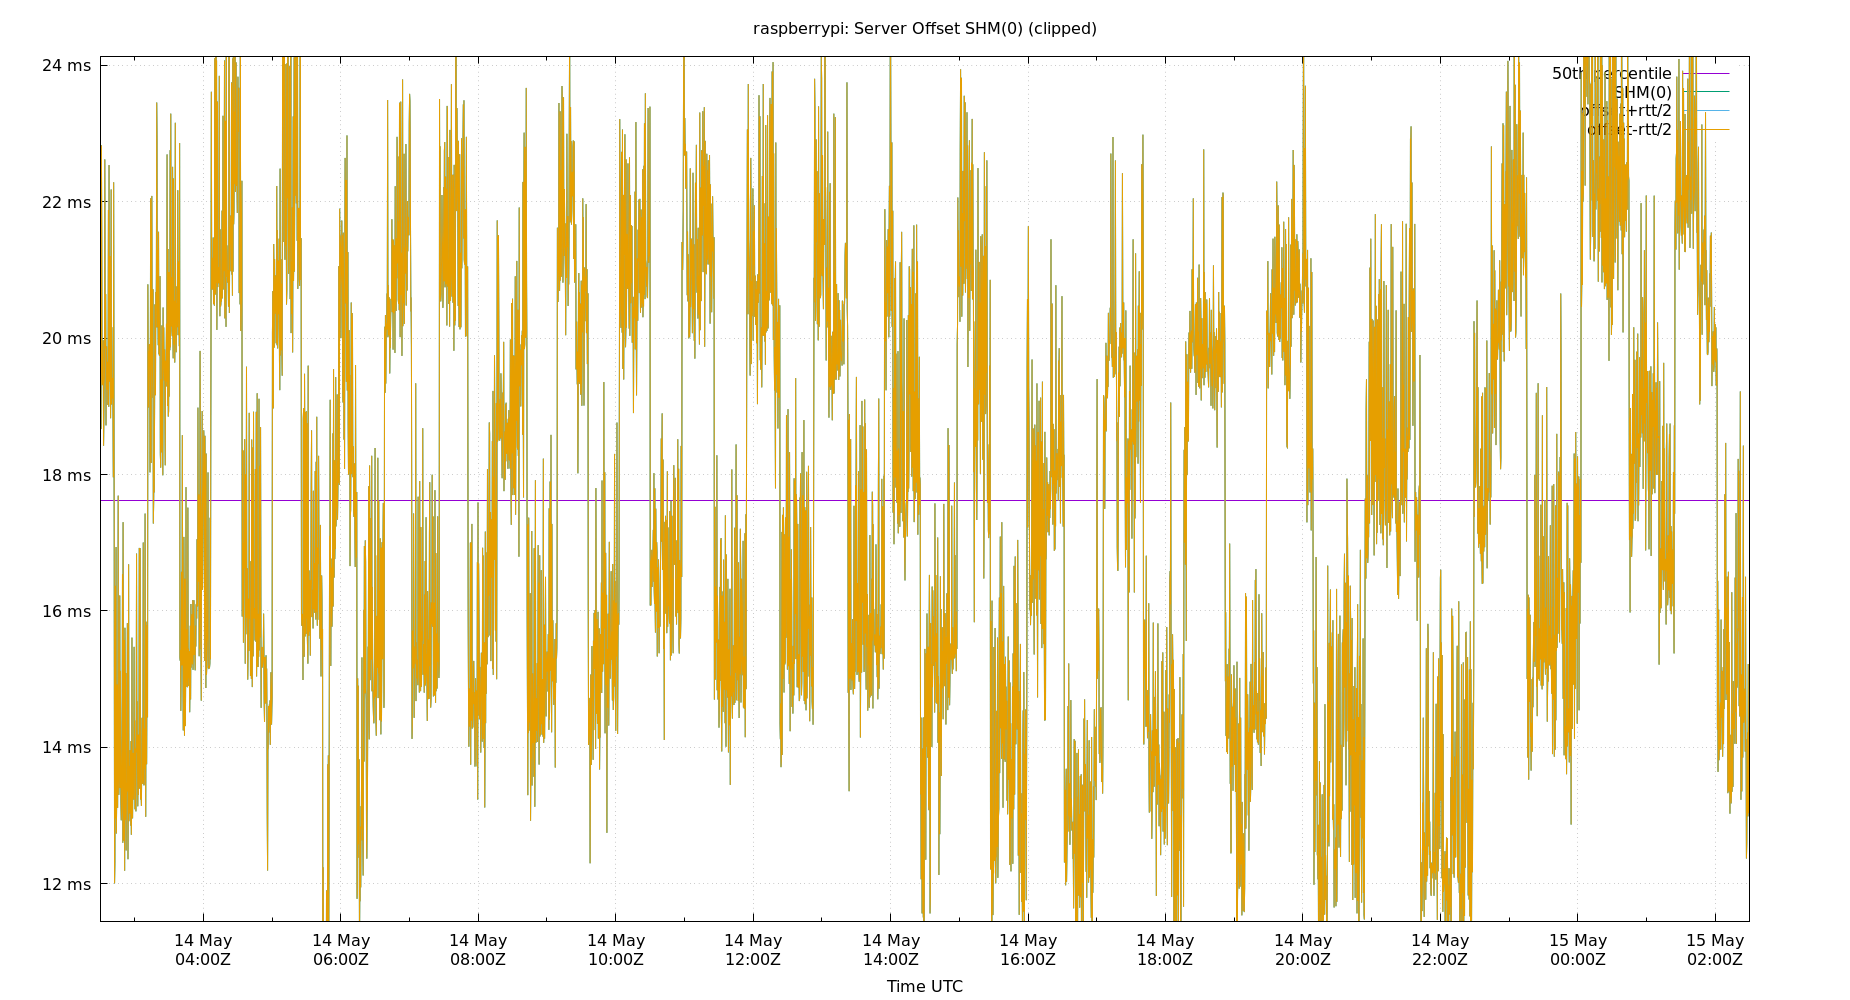 raspberrypi: Server Offset SHM(0) (clipped)
24 ms
22 ms
20 ms
18 ms
16 ms
14 ms
12 ms
50th percentile
SHM(0)
offset+rtt/2
offset-rtt/2
14 May 14 May 14 May 14 May 14 May 14 May 14 May 14 May 14 May 14 May 15 May 15 May
04:00Z 06:00Z 08:00Z 10:00Z 12:00Z 14:00Z 16:00Z 18:00Z 20:00Z 22:00Z 00:00Z 02:00Z
Time UTC